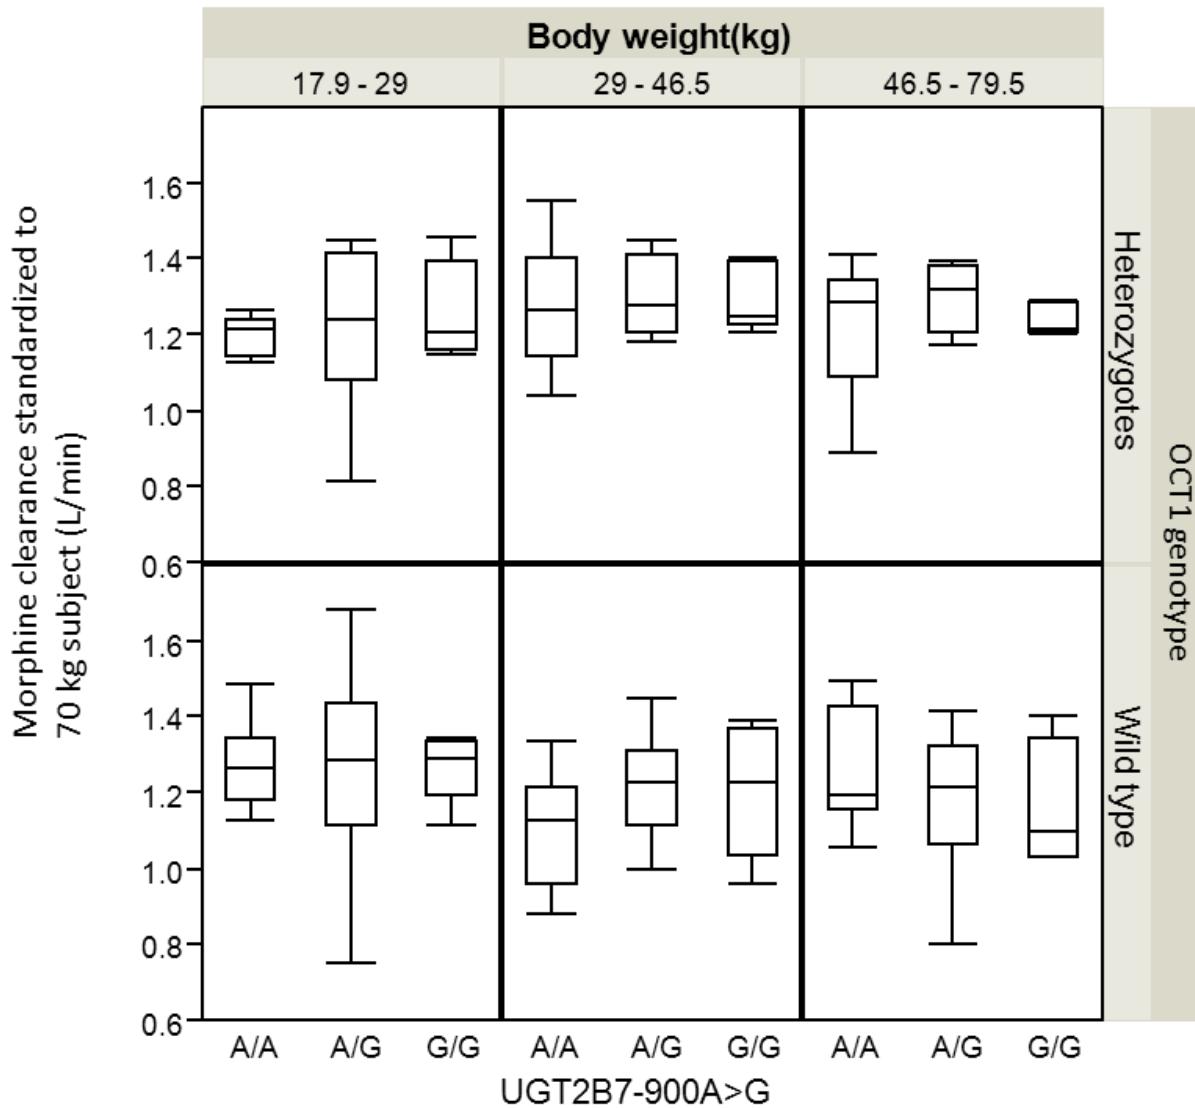 Body weight(kg)
17.9 - 29
29 - 46.5
46.5 - 79.5
Morphine clearance standardized to
70 kg subject (L/min)
1.6
1.4
1.2
1.0
0.8
0.6
1.6
1.4
1.2
1.0
0.8
0.6
Heterozygotes
Wild type
OCT1 genotype
A/A
A/G
G/G
A/A
A/G
G/G
A/A
A/G
G/G
UGT2B7-900A>G